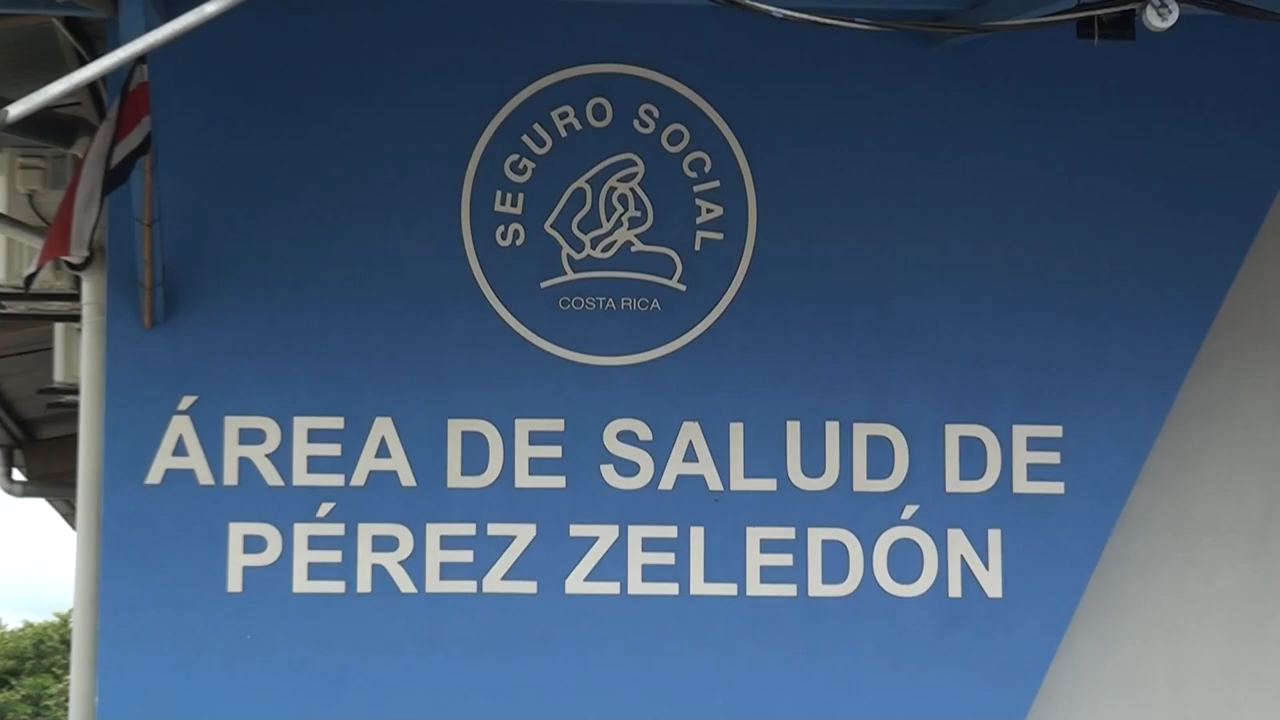 SEGURO SOCIAL
COSTA RICA
ÁREA DE SALUD DE
PÉREZ ZELEDÓN